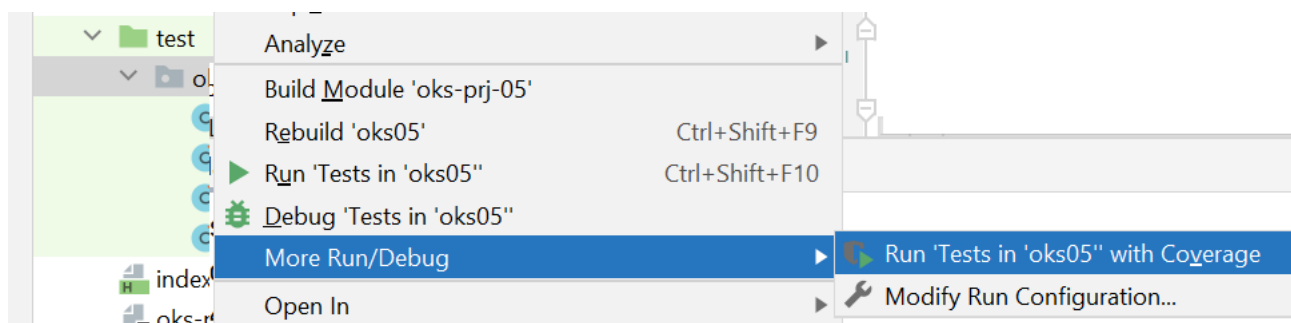 test
Analyze
Build Module 'oks-prj-05'
Rebuild 'oks05' Ctrl+Shift+F9
Run 'Tests in 'oks05'' Ctrl+Shift+F10
Debug 'Tests in 'oks05''
More Run/Debug
Run 'Tests in 'oks05'' with Coverage
index
Modify Run Configuration...
Open In